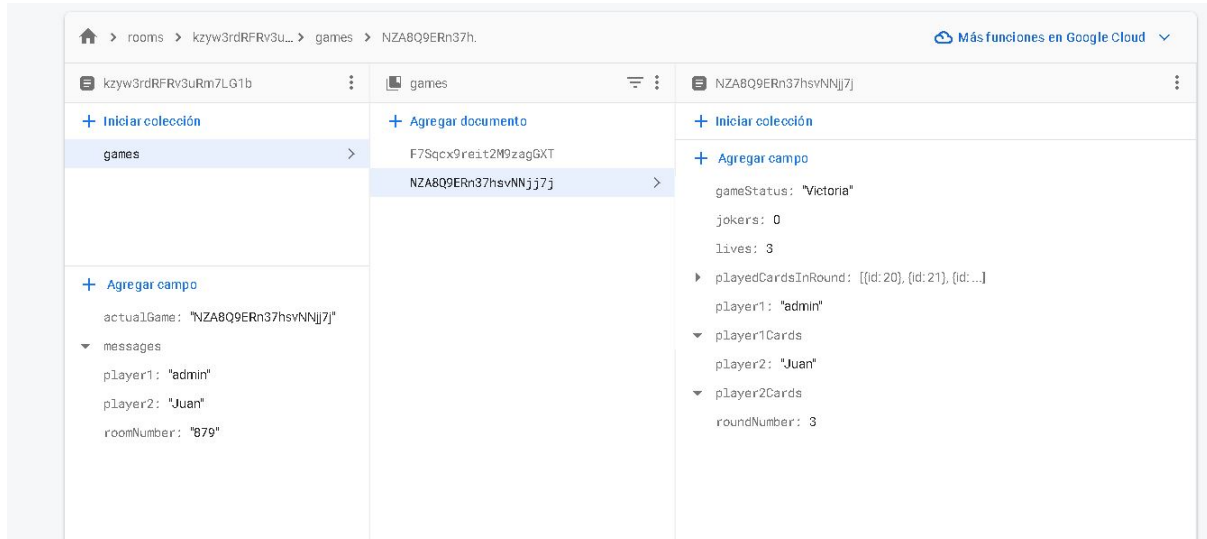 rooms > kzyw3rdRFRv3u... > games > NZA8Q9ERn37h.
Más funciones en Google Cloud
kzyw3rdRFRv3uRm7LG1b
Iniciar colección
games
Agregar campo
actualGame: "NZA8Q9ERn37hsvNNjj7j"
messages
player1: "admin"
player2: "Juan"
roomNumber: "879"
games
Agregar documento
F7Sqcx9reit2M9zagGXT
NZA8Q9ERn37hsvNNjj7j
NZA8Q9ERn37hsvNNjj7j
Iniciar colección
Agregar campo
gameStatus: "Victoria"
jokers: 0
lives: 3
playedCardsInRound: [{id: 20}, {id: 21}, {id: ...]
player1: "admin"
player1Cards
player2: "Juan"
player2Cards
roundNumber: 3